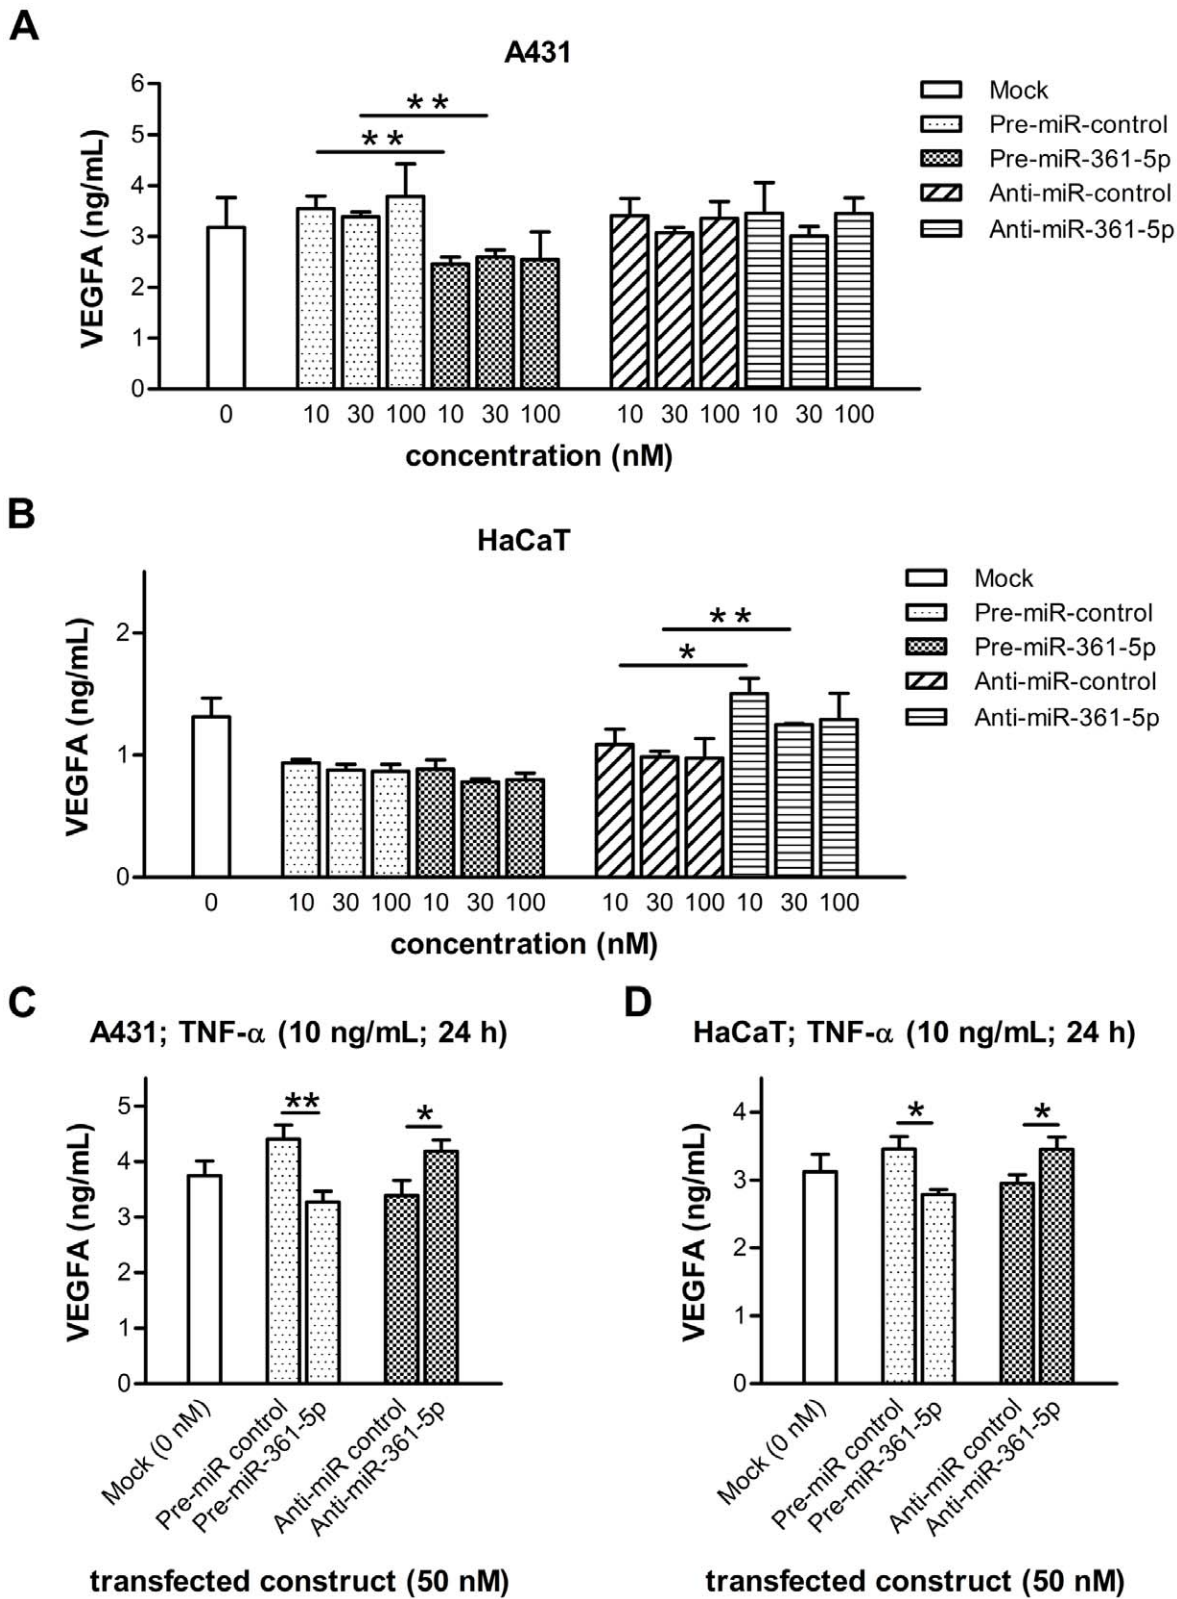 A
A431
VEGFA (ng/mL)
6
5
4
3
2
1
0
* *
* *
0 10 30 100 10 30 100 10 30 100 10 30 100
concentration (nM)
Mock
Pre-miR-control
Pre-miR-361-5p
Anti-miR-control
Anti-miR-361-5p
B
HaCaT
VEGFA (ng/mL)
2
1
0
* *
*
0 10 30 100 10 30 100 10 30 100 10 30 100
concentration (nM)
Mock
Pre-miR-control
Pre-miR-361-5p
Anti-miR-control
Anti-miR-361-5p
C
A431; TNF-α (10 ng/mL; 24 h)
VEGFA (ng/mL)
5
4
3
2
1
0
**
*
Mock (0 nM)
Pre-miR control
Pre-miR-361-5p
Anti-miR control
Anti-miR-361-5p
transfected construct (50 nM)
D
HaCaT; TNF-α (10 ng/mL; 24 h)
VEGFA (ng/mL)
4
3
2
1
0
*
*
Mock (0 nM)
Pre-miR control
Pre-miR-361-5p
Anti-miR control
Anti-miR-361-5p
transfected construct (50 nM)